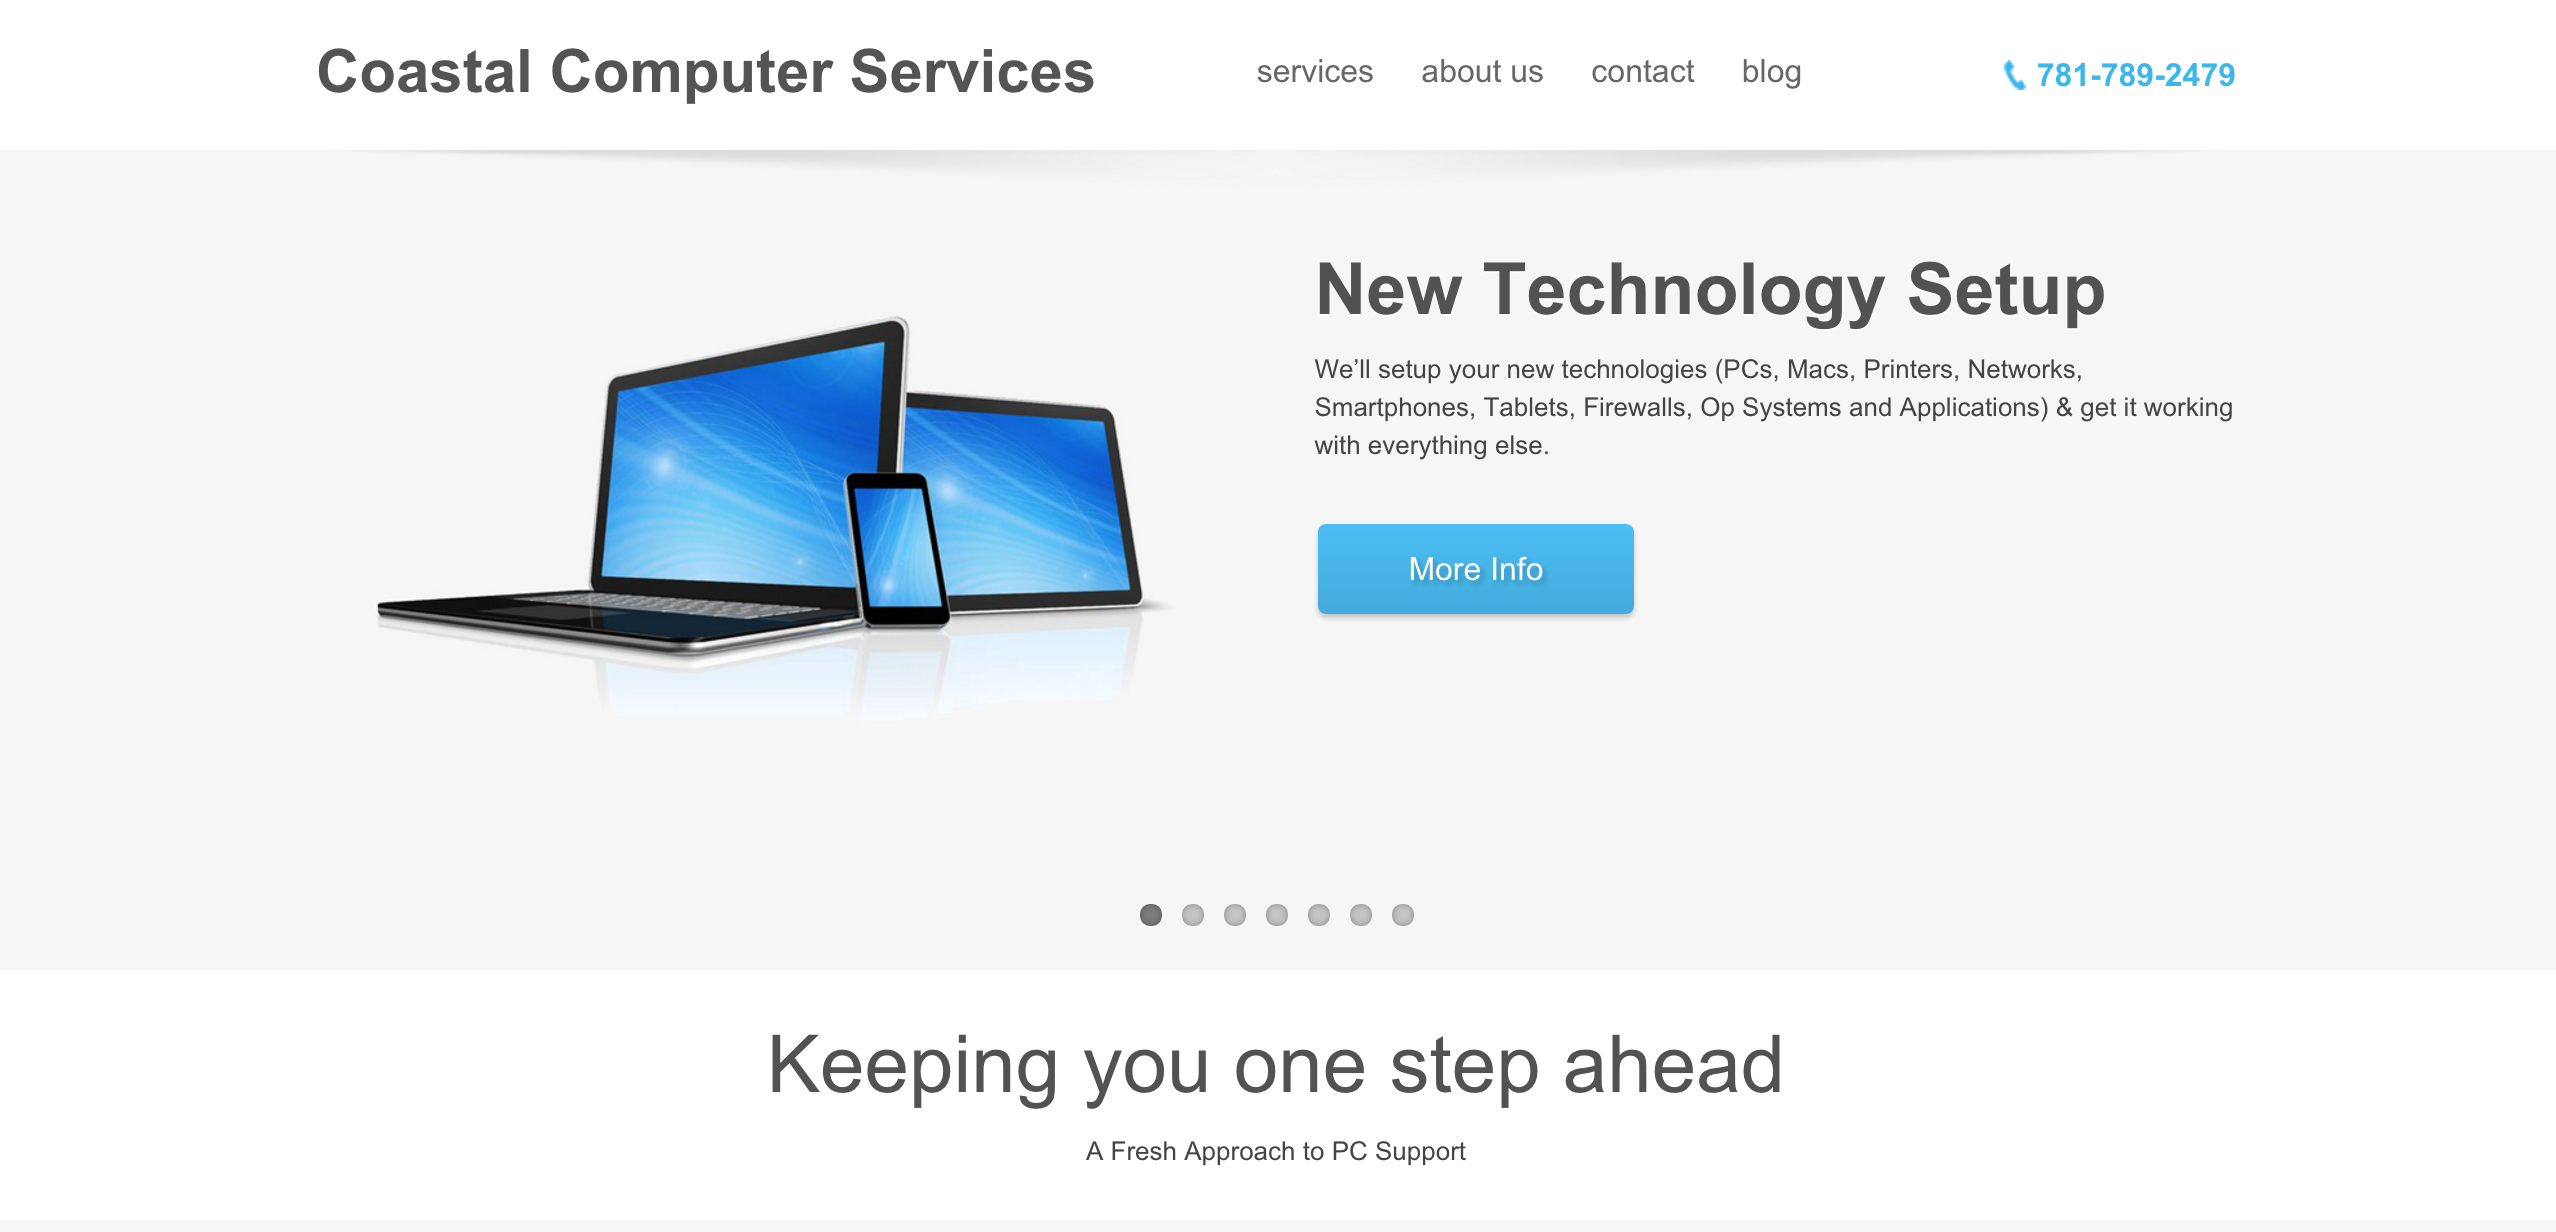 Coastal Computer Services
services about us contact blog
781-789-2479
New Technology Setup
We’ll setup your new technologies (PCs, Macs, Printers, Networks,
Smartphones, Tablets, Firewalls, Op Systems and Applications) & get it working
with everything else.
More Info
Keeping you one step ahead
A Fresh Approach to PC Support